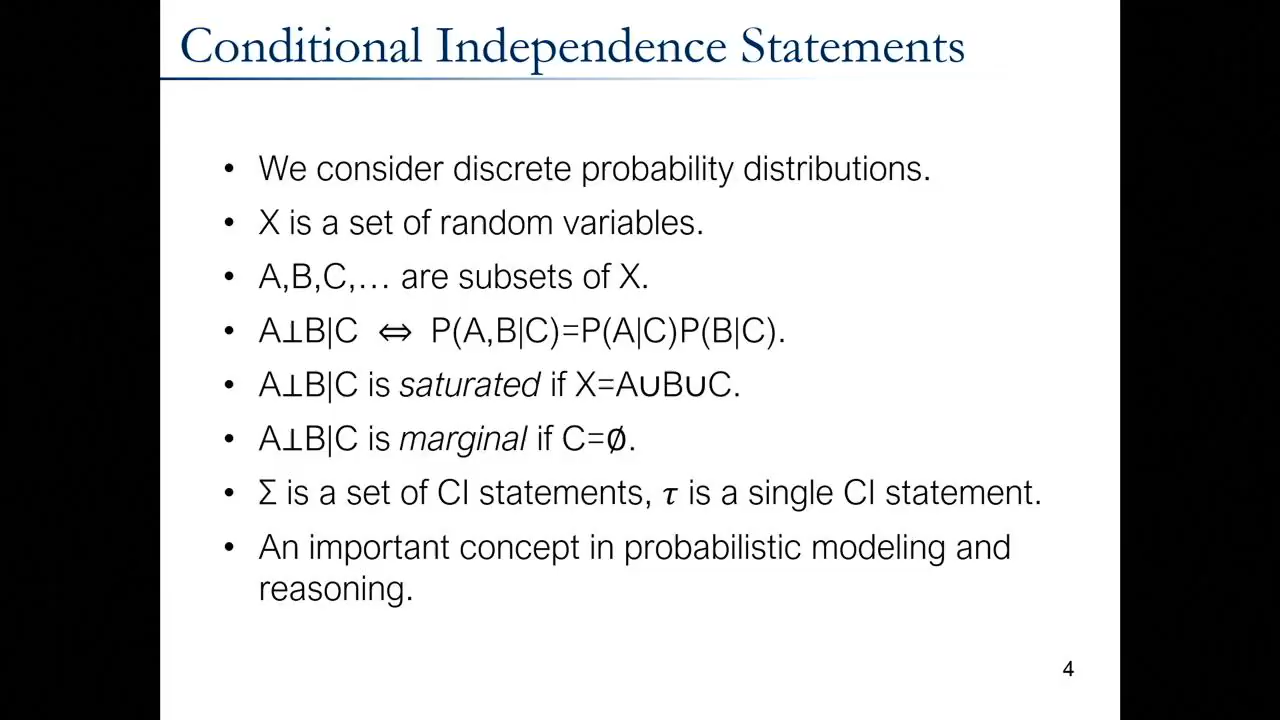 Conditional Independence Statements
• We consider discrete probability distributions.
• X is a set of random variables.
• A,B,C,… are subsets of X.
• A⊥B|C ⇔ P(A,B|C)=P(A|C)P(B|C).
• A⊥B|C is saturated if X=A∪B∪C.
• A⊥B|C is marginal if C=∅.
• Σ is a set of CI statements, 𝜏 is a single CI statement.
• An important concept in probabilistic modeling and
reasoning.
4